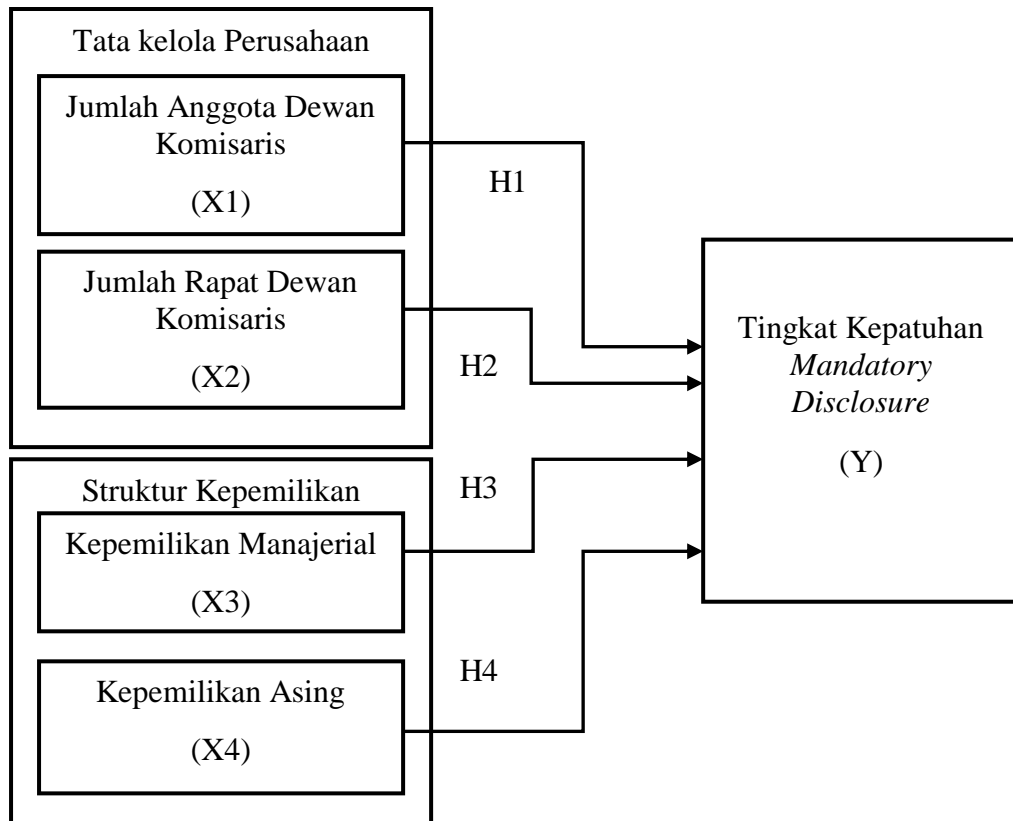 Tata kelola Perusahaan
Jumlah Anggota Dewan
Komisaris
(X1)
H1
Jumlah Rapat Dewan
Komisaris
(X2)
H2
Tingkat Kepatuhan
Mandatory
Disclosure
(Y)
Struktur Kepemilikan
H3
Kepemilikan Manajerial
(X3)
Kepemilikan Asing
(X4)
H4